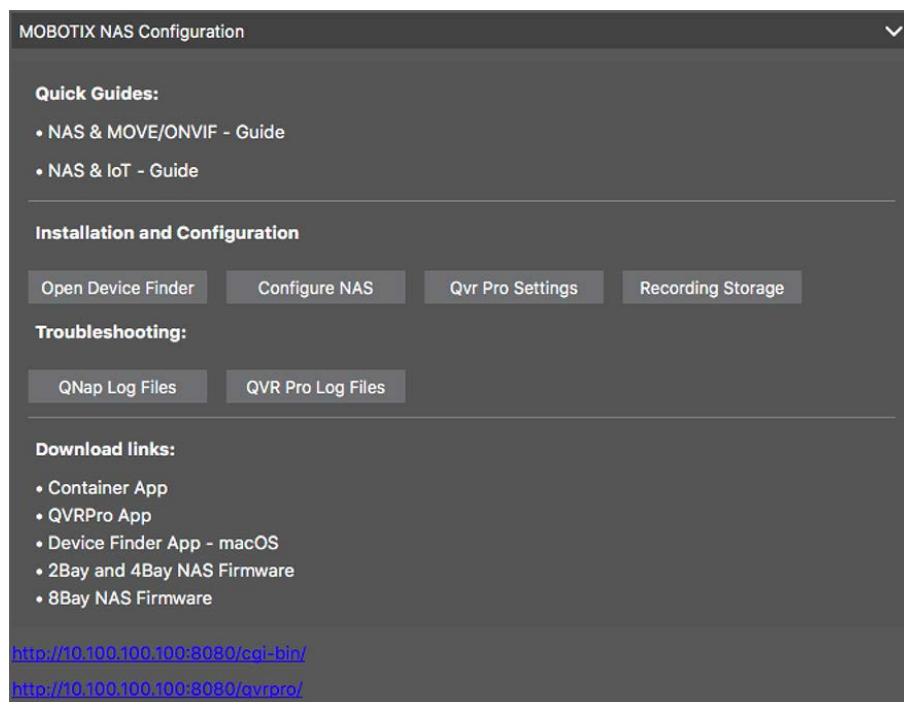 MOBOTIX NAS Configuration
Quick Guides:
• NAS & MOVE/ONVIF - Guide
• NAS & IoT - Guide
Installation and Configuration
Open Device Finder Configure NAS Qvr Pro Settings Recording Storage
Troubleshooting:
QNap Log Files QVR Pro Log Files
Download links:
• Container App
• QVRPro App
• Device Finder App - macOS
• 2Bay and 4Bay NAS Firmware
• 8Bay NAS Firmware
http://10.100.100.100:8080/cgi-bin/
http://10.100.100.100:8080/qvrpro/